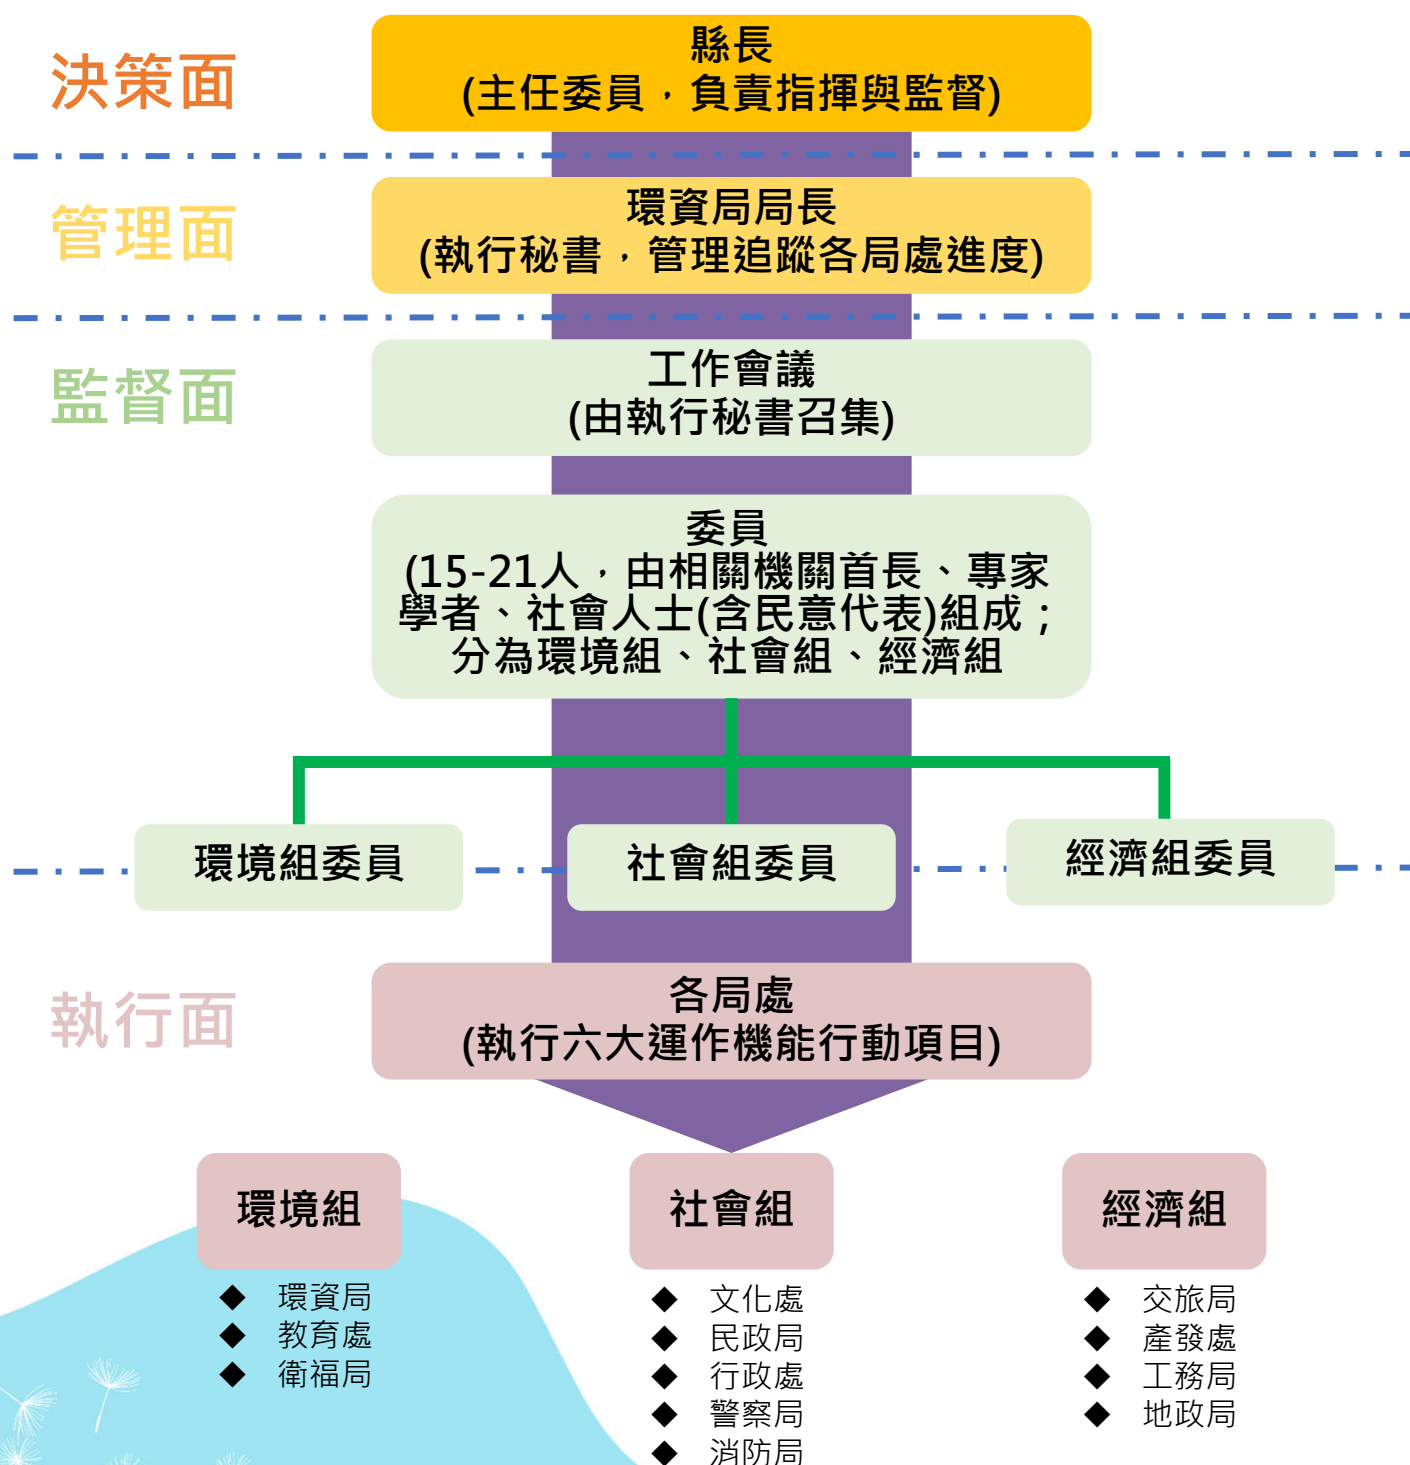 決策面
縣長
(主任委員，負責指揮與監督)
管理面
環資局局長
(執行秘書，管理追蹤各局處進度)
監督面
工作會議
(由執行秘書召集)
委員
(15-21人，由相關機關首長、專家
學者、社會人士(含民意代表)組成；
分為環境組、社會組、經濟組
環境組委員
社會組委員
經濟組委員
執行面
各局處
(執行六大運作機能行動項目)
環境組
◆ 環資局
◆ 教育處
◆ 衛福局
社會組
◆ 文化處
◆ 民政局
◆ 行政處
◆ 警察局
◆ 消防局
經濟組
◆ 交旅局
◆ 產發處
◆ 工務局
◆ 地政局